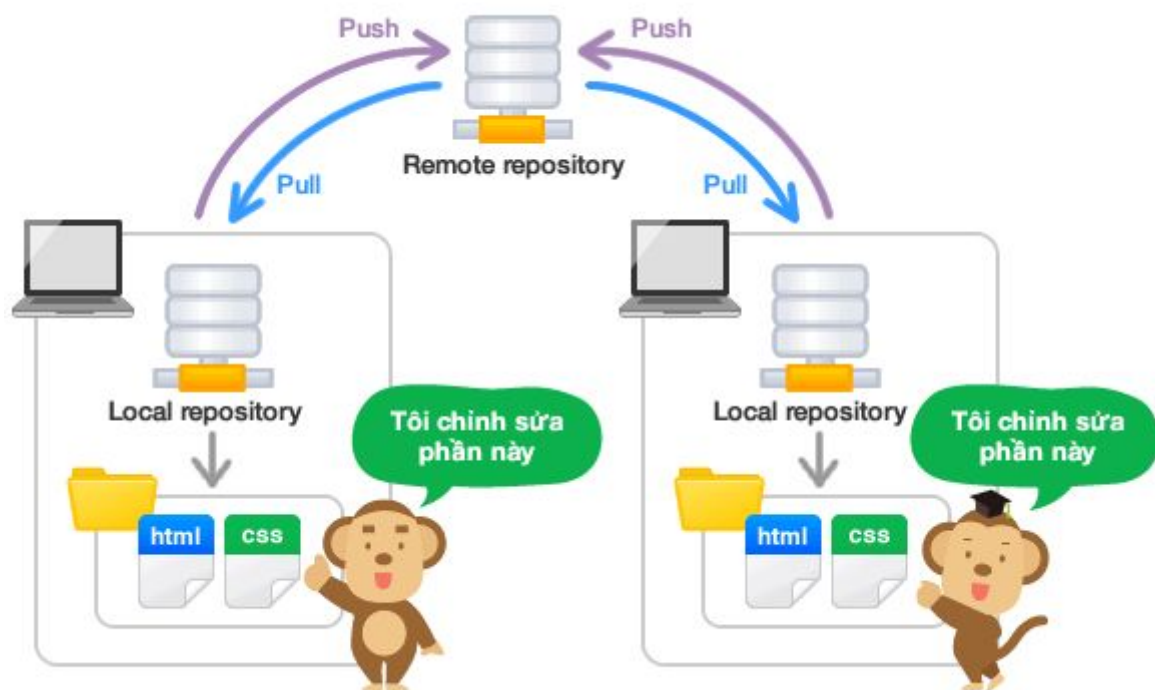 Push
Push
Remote repository
Pull
Pull
Local repository
Local repository
Tôi chỉnh sửa
phần này
Tôi chỉnh sửa
phần này
html
css
html
css